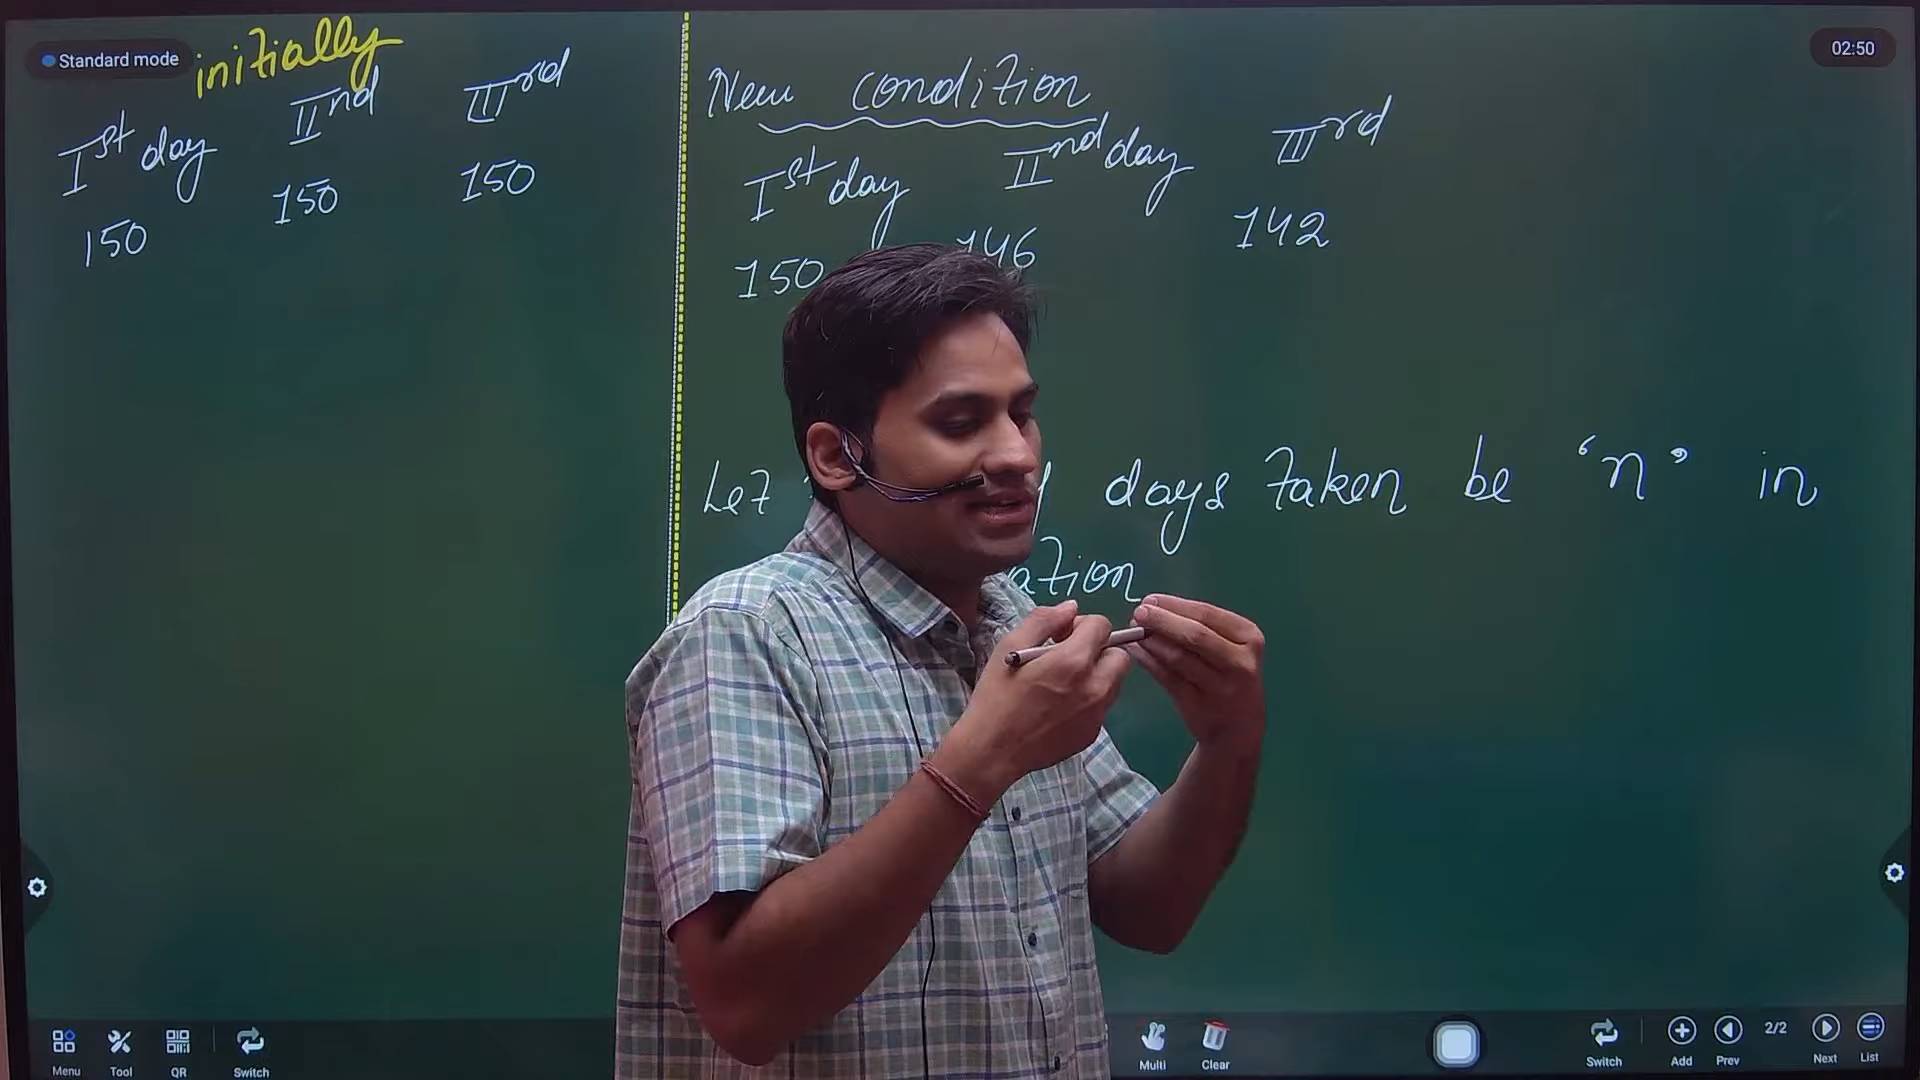 Standard mode
02:50
initially
Ist day IInd IIIrd
150 150 150
New condition
Ist day IInd day IIIrd
150 146 142
Let days taken be 'n' in
Menu Tool QR Switch Multi Clear Switch Add Prev 2/2 Next List